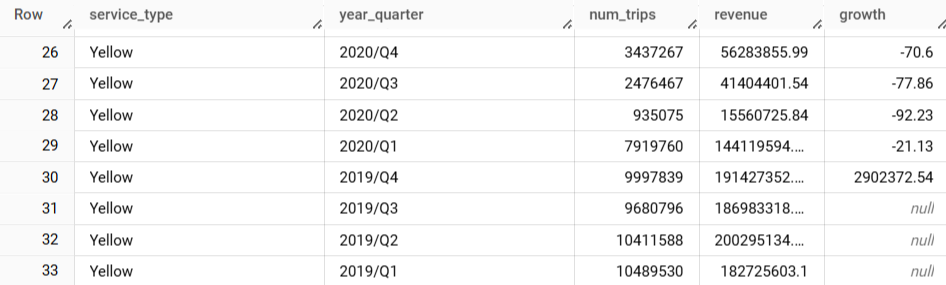 Row service_type year_quarter num_trips revenue growth
26 Yellow 2020/Q4 3437267 56283855.99 -70.6
27 Yellow 2020/Q3 2476467 41404401.54 -77.86
28 Yellow 2020/Q2 935075 15560725.84 -92.23
29 Yellow 2020/Q1 7919760 144119594.... -21.13
30 Yellow 2019/Q4 9997839 191427352.... 2902372.54
31 Yellow 2019/Q3 9680796 186983318.... null
32 Yellow 2019/Q2 10411588 200295134.... null
33 Yellow 2019/Q1 10489530 182725603.1 null